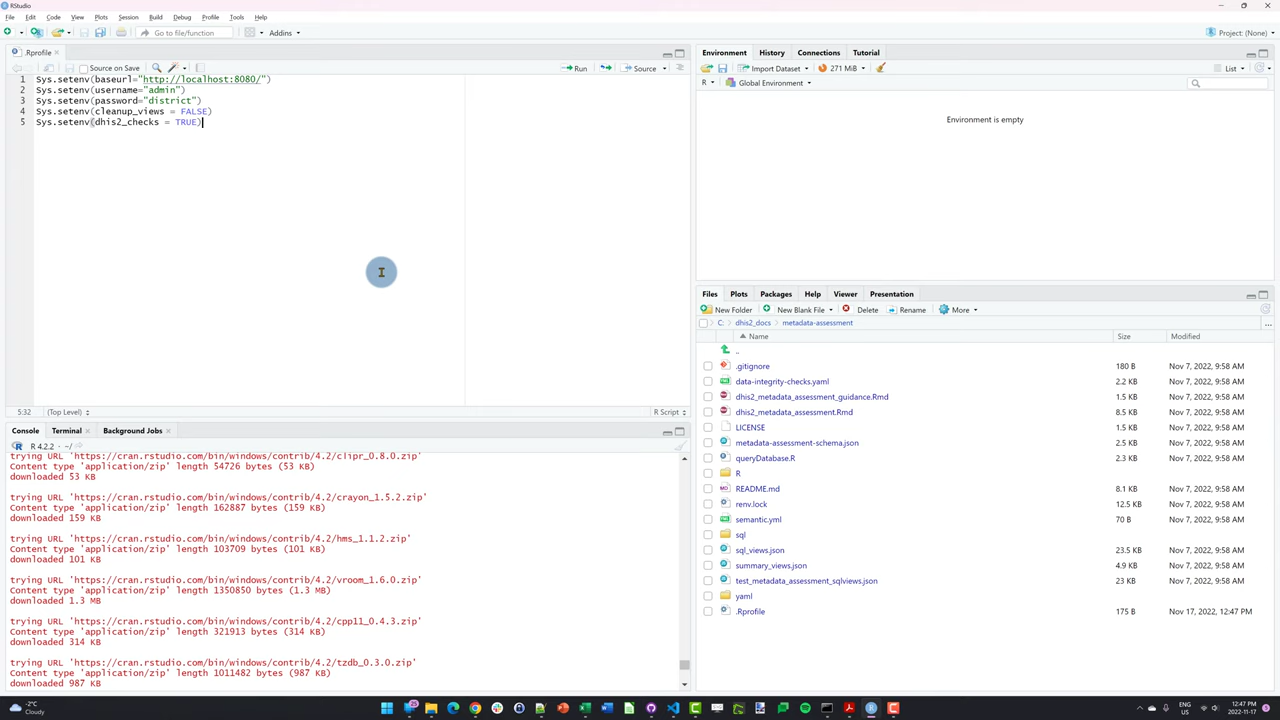 RStudio
File Edit Code View Plots Session Build Debug Profile Tools Help
Go to file/function
Addins
Project: (None)
.Rprofile
Source on Save
Run
Source
1 Sys.setenv(baseurl="http://localhost:8080/")
2 Sys.setenv(username="admin")
3 Sys.setenv(password="district")
4 Sys.setenv(cleanup_views = FALSE)
5 Sys.setenv(dhis2_checks = TRUE)
5:32 (Top Level) R Script
Console Terminal Background Jobs
R 4.2.2 · ~/
trying URL 'https://cran.rstudio.com/bin/windows/contrib/4.2/clipr_0.8.0.zip'
Content type 'application/zip' length 54726 bytes (53 KB)
downloaded 53 KB
trying URL 'https://cran.rstudio.com/bin/windows/contrib/4.2/crayon_1.5.2.zip'
Content type 'application/zip' length 162887 bytes (159 KB)
downloaded 159 KB
trying URL 'https://cran.rstudio.com/bin/windows/contrib/4.2/hms_1.1.2.zip'
Content type 'application/zip' length 103709 bytes (101 KB)
downloaded 101 KB
trying URL 'https://cran.rstudio.com/bin/windows/contrib/4.2/vroom_1.6.0.zip'
Content type 'application/zip' length 1350850 bytes (1.3 MB)
downloaded 1.3 MB
trying URL 'https://cran.rstudio.com/bin/windows/contrib/4.2/cpp11_0.4.3.zip'
Content type 'application/zip' length 321913 bytes (314 KB)
downloaded 314 KB
trying URL 'https://cran.rstudio.com/bin/windows/contrib/4.2/tzdb_0.3.0.zip'
Content type 'application/zip' length 1011482 bytes (987 KB)
downloaded 987 KB
Environment History Connections Tutorial
Import Dataset 271 MiB List
R Global Environment
Environment is empty
Files Plots Packages Help Viewer Presentation
New Folder New Blank File Delete Rename More
C: dhis2_docs metadata-assessment ...
Name Size Modified
..
.gitignore 180 B Nov 7, 2022, 9:58 AM
data-integrity-checks.yaml 2.2 KB Nov 7, 2022, 9:58 AM
dhis2_metadata_assessment_guidance.Rmd 1.5 KB Nov 7, 2022, 9:58 AM
dhis2_metadata_assessment.Rmd 8.5 KB Nov 7, 2022, 9:58 AM
LICENSE 1.5 KB Nov 7, 2022, 9:58 AM
metadata-assessment-schema.json 2.5 KB Nov 7, 2022, 9:58 AM
queryDatabase.R 2.3 KB Nov 7, 2022, 9:58 AM
R
README.md 8.1 KB Nov 7, 2022, 9:58 AM
renv.lock 12.5 KB Nov 7, 2022, 9:58 AM
semantic.yml 70 B Nov 7, 2022, 9:58 AM
sql
sql_views.json 23.5 KB Nov 7, 2022, 9:58 AM
summary_views.json 4.9 KB Nov 7, 2022, 9:58 AM
test_metadata_assessment_sqlviews.json 23 KB Nov 7, 2022, 9:58 AM
yaml
.Rprofile 175 B Nov 17, 2022, 12:47 PM
-2°C
Cloudy
ENG
US
12:47 PM
2022-11-17